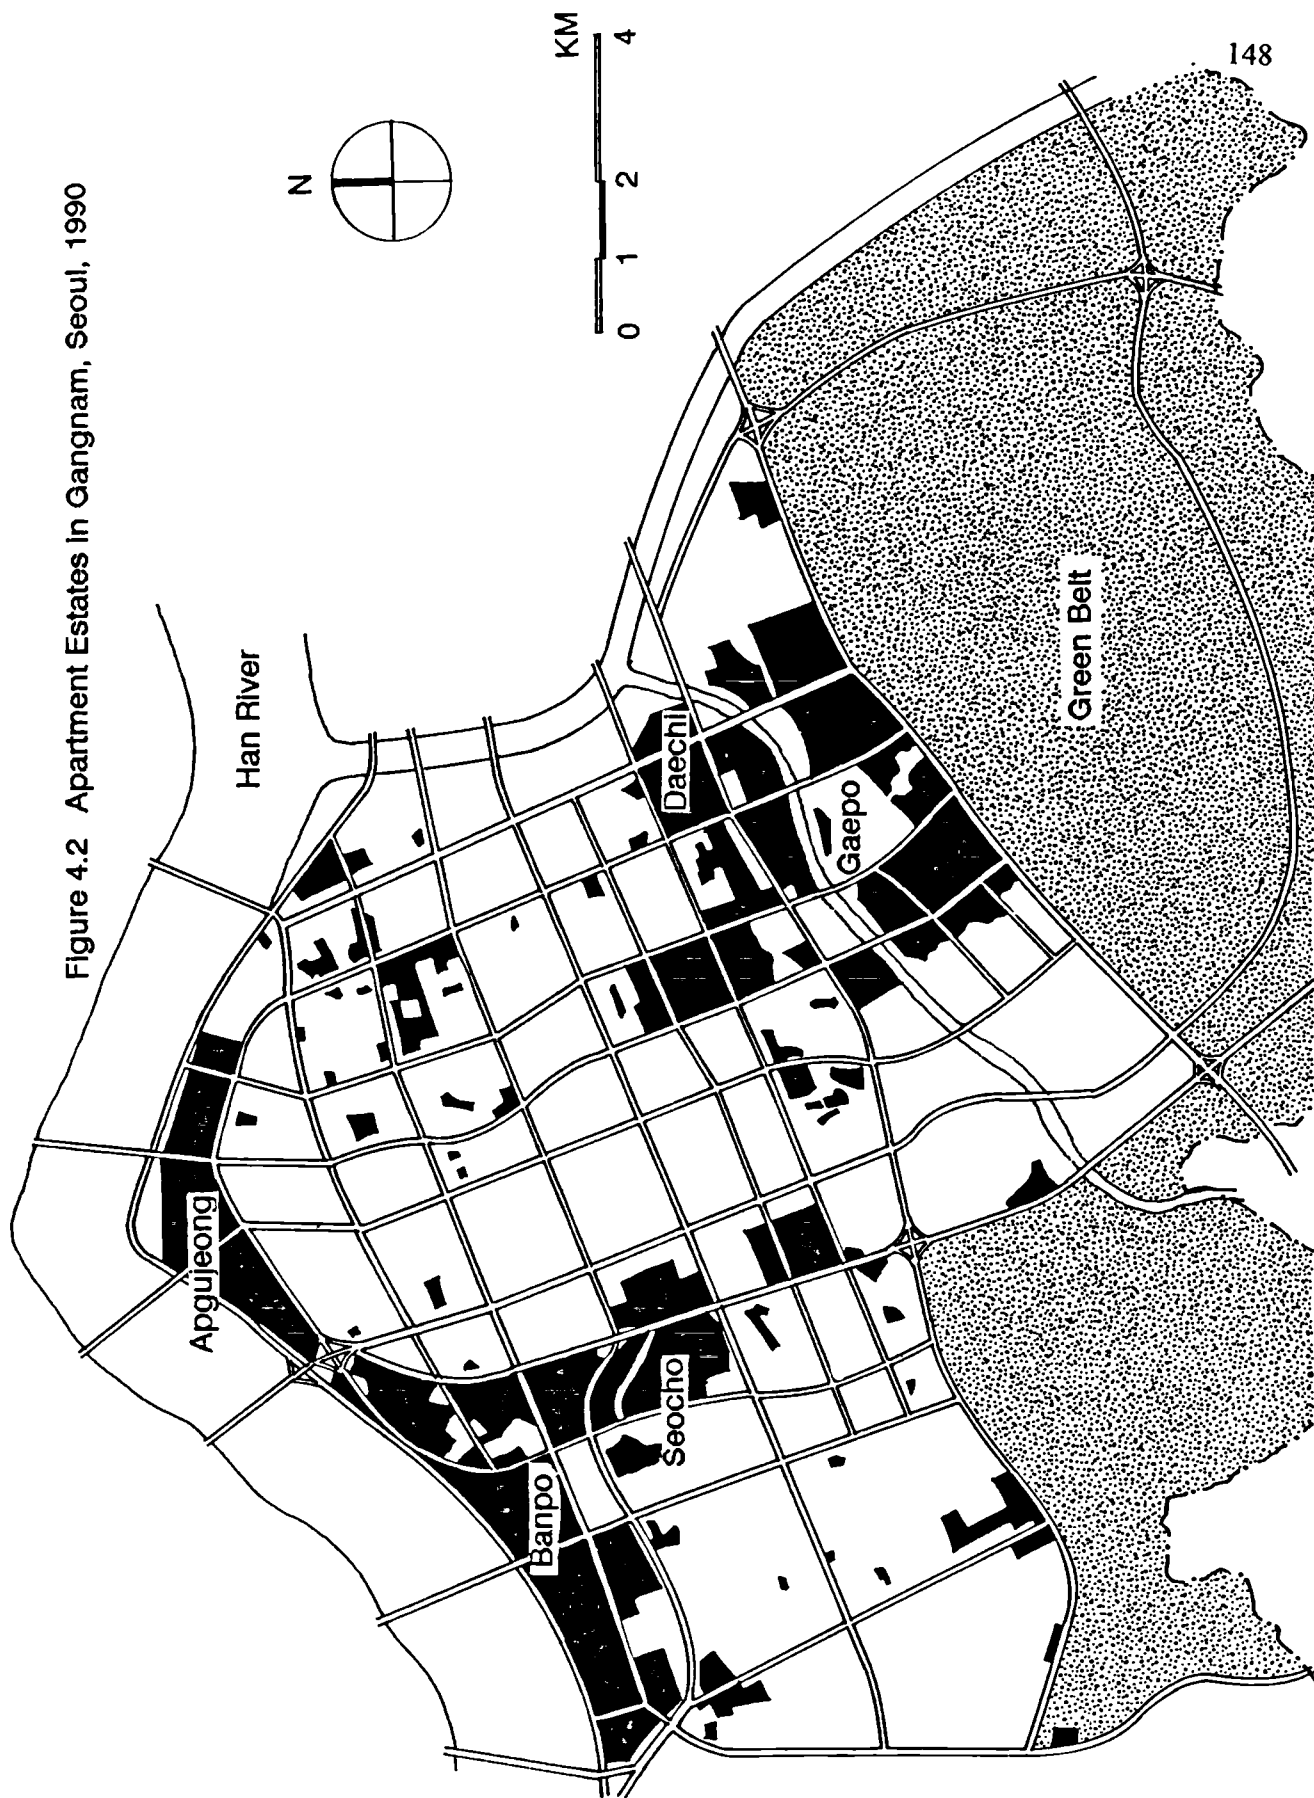 148
Figure 4.2 Apartment Estates in Gangnam, Seoul, 1990
N
KM
0 1 2 4
Han River
Apgujeong
Banpo
Seocho
Daechi
Gaepo
Green Belt